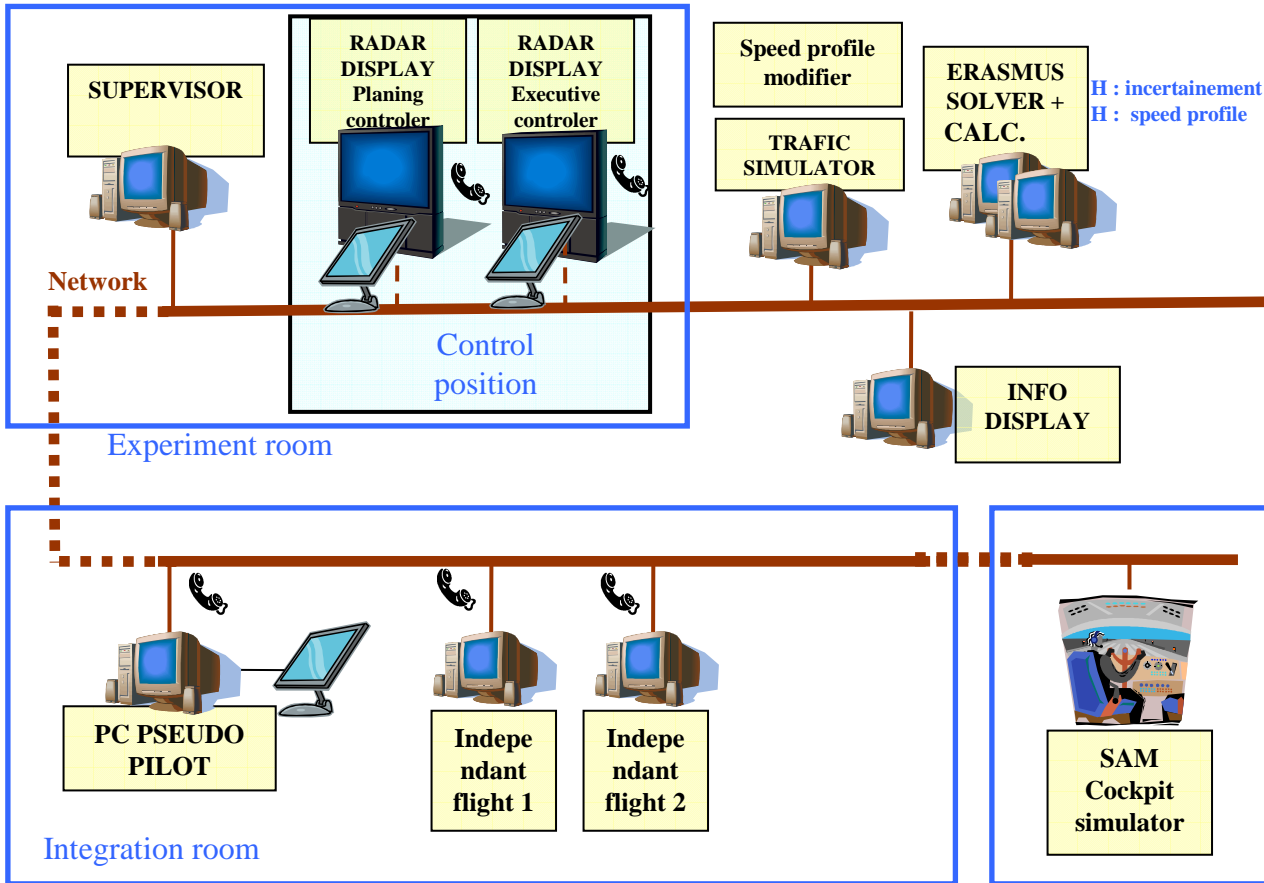 SUPERVISOR
RADAR
DISPLAY
Planing
controler
RADAR
DISPLAY
Executive
controler
Speed profile
modifier
TRAFIC
SIMULATOR
ERASMUS
SOLVER +
CALC.
H : incertainement
H : speed profile
Network
Control
position
INFO
DISPLAY
Experiment room
PC PSEUDO
PILOT
Indepe
ndant
flight 1
Indepe
ndant
flight 2
SAM
Cockpit
simulator
Integration room